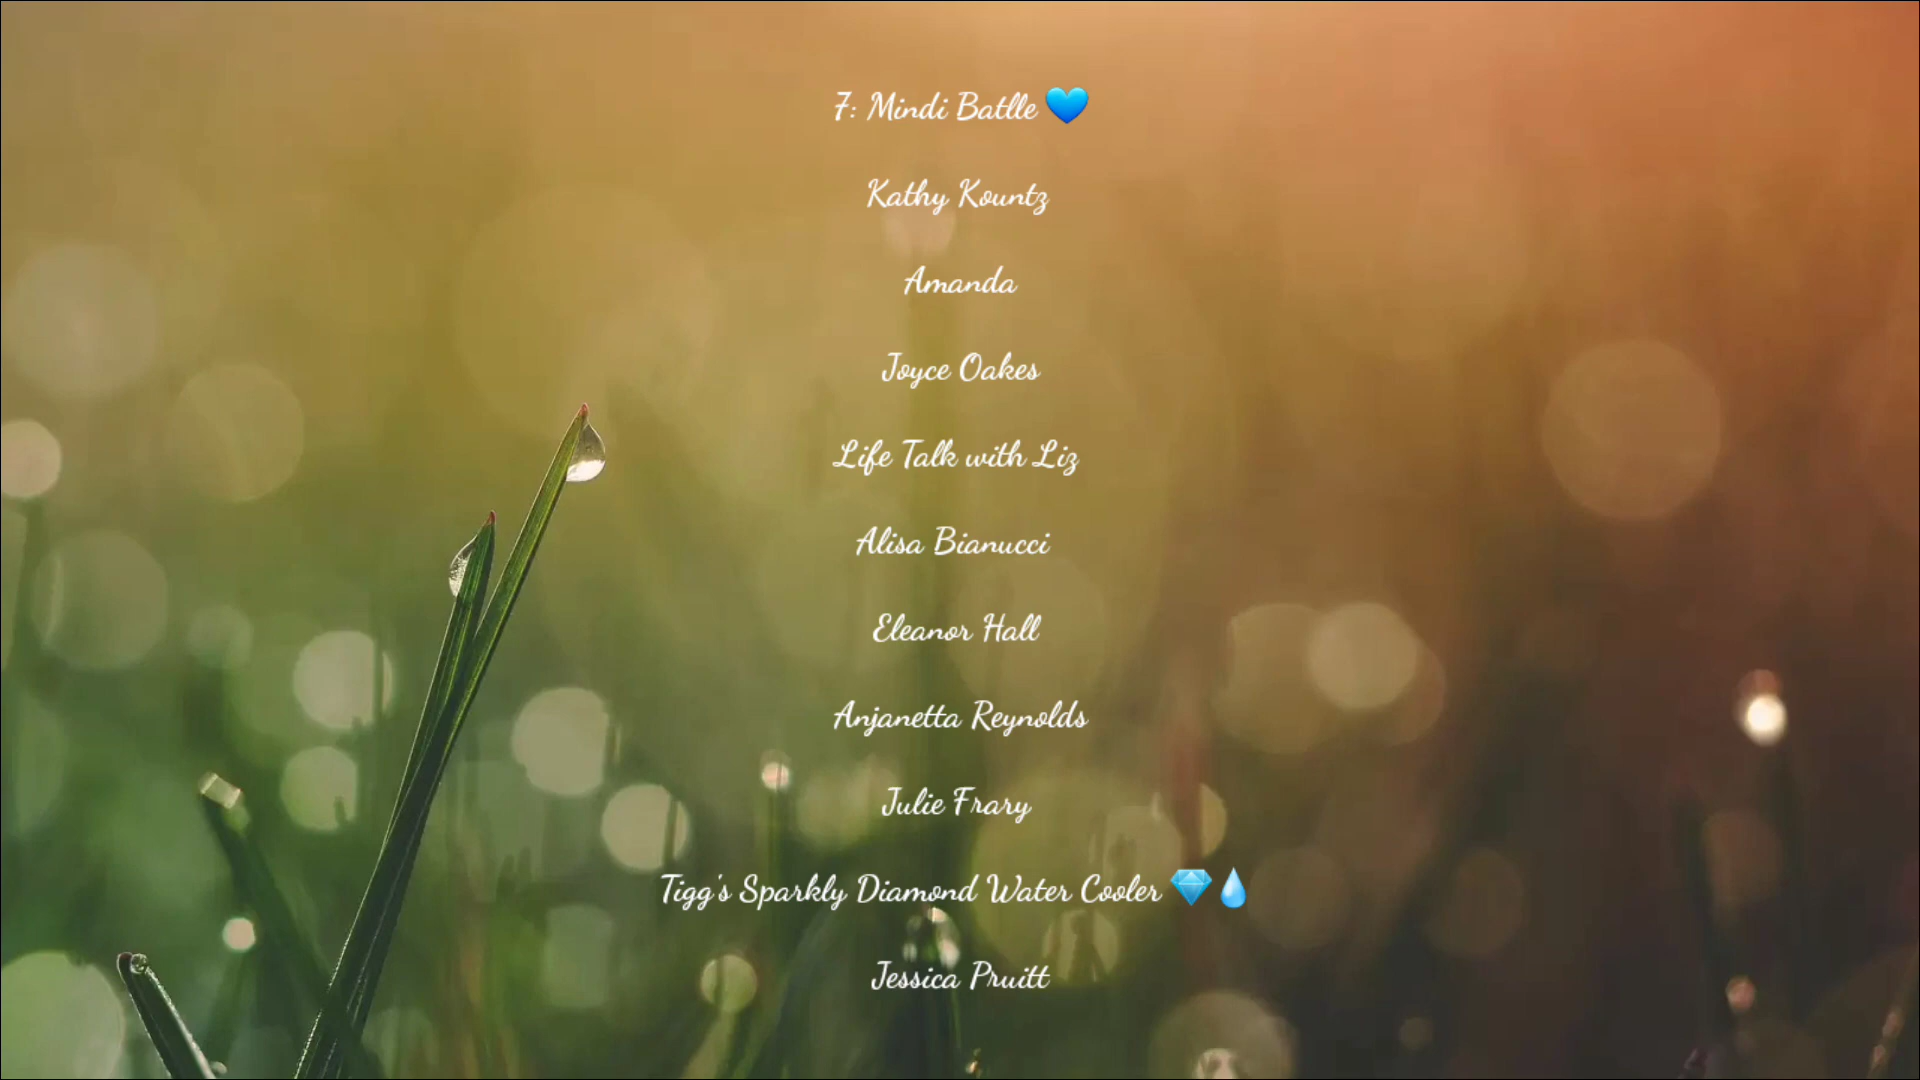 7: Mindi Batlle 💙
Kathy Kountz
Amanda
Joyce Oakes
Life Talk with Liz
Alisa Bianucci
Eleanor Hall
Anjanetta Reynolds
Julie Frary
Tigg's Sparkly Diamond Water Cooler 💎💧
Jessica Pruitt